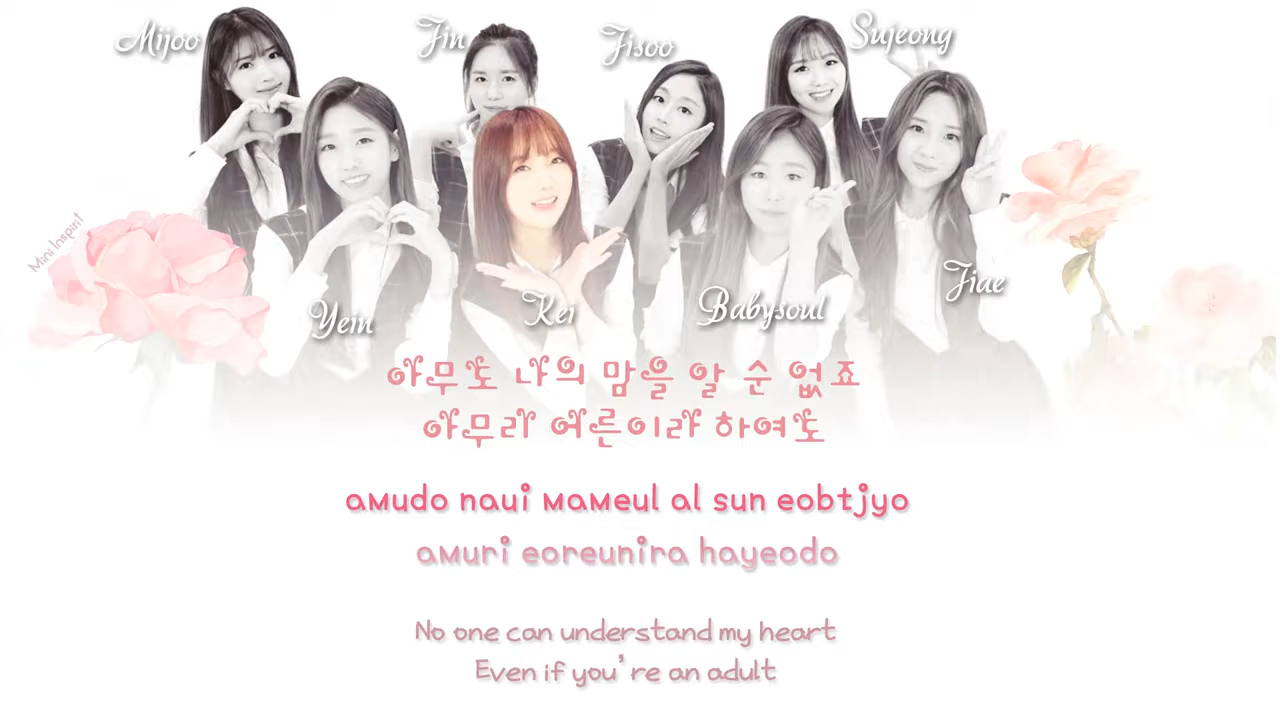 Mijoo
Jin
Jisoo
Sujeong
Mini Inspirit
Yein
Kei
Babysoul
Jiae
아무도 나의 맘을 알 순 없죠
아무리 어른이라 하여도
amudo naui mameul al sun eobtjyo
amuri eoreunira hayeodo
No one can understand my heart
Even if you're an adult